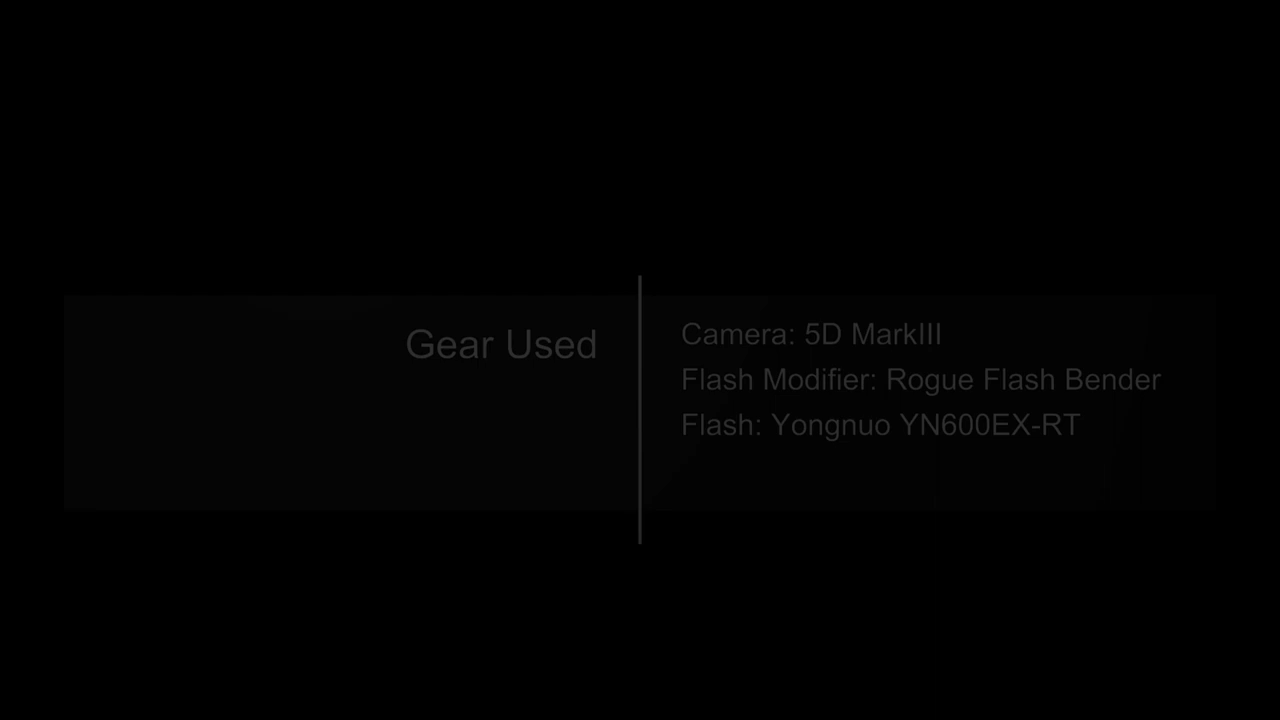 Gear Used
Camera: 5D MarkIII
Flash Modifier: Rogue Flash Bender
Flash: Yongnuo YN600EX-RT